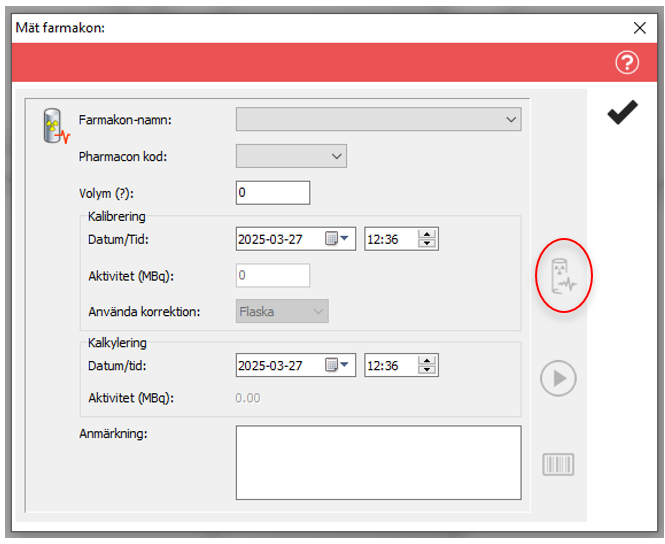 Mät farmakon:
Farmakon-namn:
Pharmacon kod:
Volym (?): 0
Kalibrering
Datum/Tid: 2025-03-27 12:36
Aktivitet (MBq): 0
Använda korrektion: Flaska
Kalkylering
Datum/tid: 2025-03-27 12:36
Aktivitet (MBq): 0.00
Anmärkning: